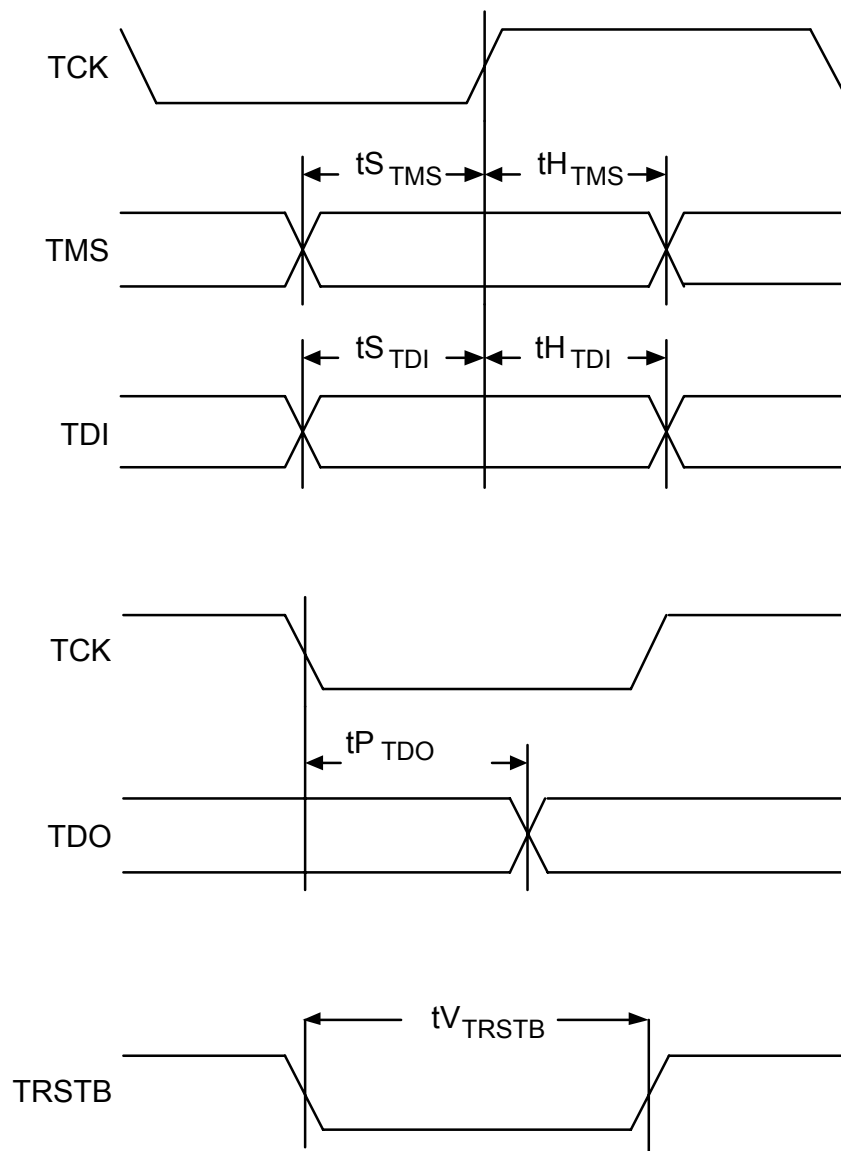 TCK
tS TMS tH TMS
TMS
tS TDI tH TDI
TDI
TCK
tP TDO
TDO
tV TRSTB
TRSTB